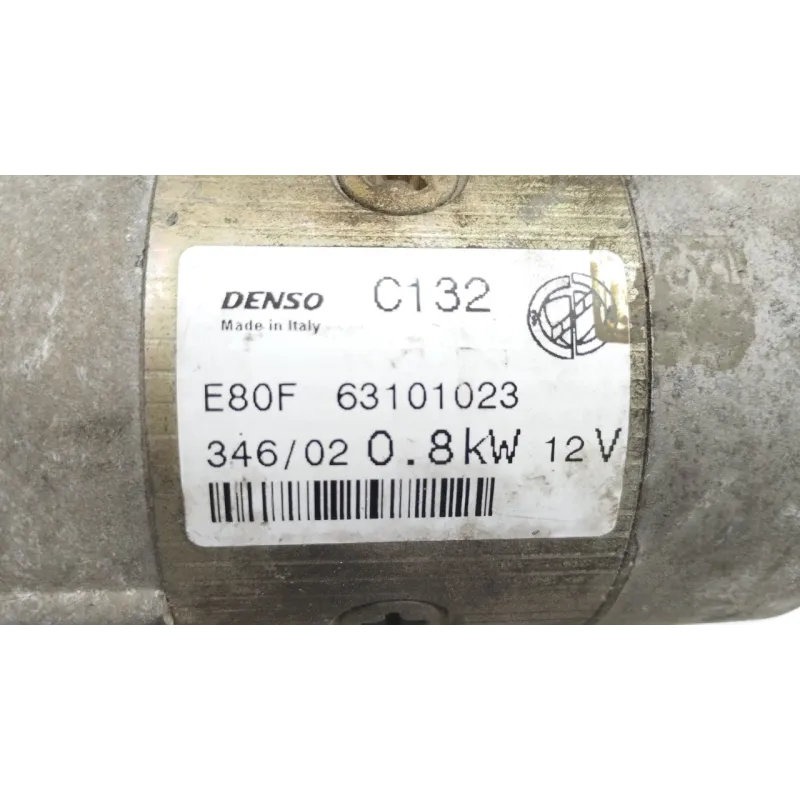 DENSO C132
Made in Italy
E80F 63101023
346/02 0.8kW 12V